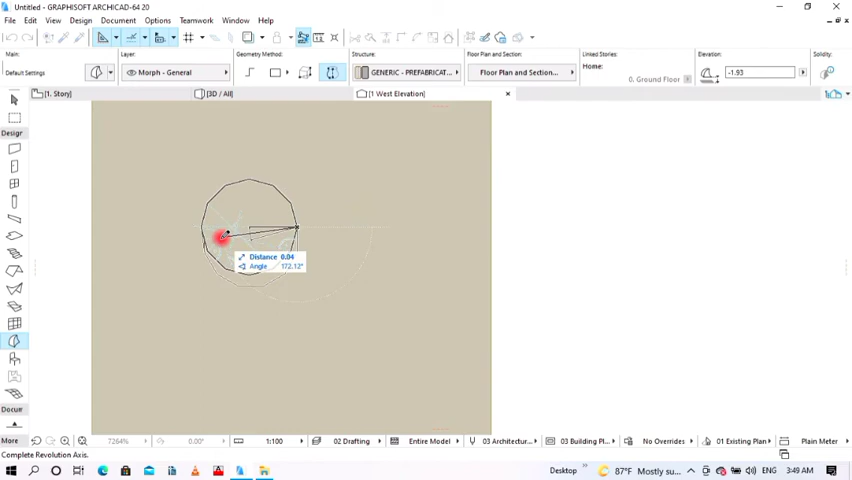 Untitled - GRAPHISOFT ARCHICAD-64 20
File Edit View Design Document Options Teamwork Window Help
Main: Layer: Geometry Method: Structure: Floor Plan and Section: Linked Stories: Elevation: Solidity:
Default Settings Morph - General GENERIC - PREFABRICAT... Floor Plan and Section... Home: 0. Ground Floor -1.93
[1. Story] [3D / All] [1 West Elevation]
Design
Distance 0.04
Angle 172.12°
Docur
More 7264% 0.00° 1:100 02 Drafting Entire Model 03 Architectur... 03 Building Pl... No Overrides 01 Existing Plan... Plain Meter
Complete Revolution Axis.
Desktop 87°F Mostly su... ENG 3:49 AM